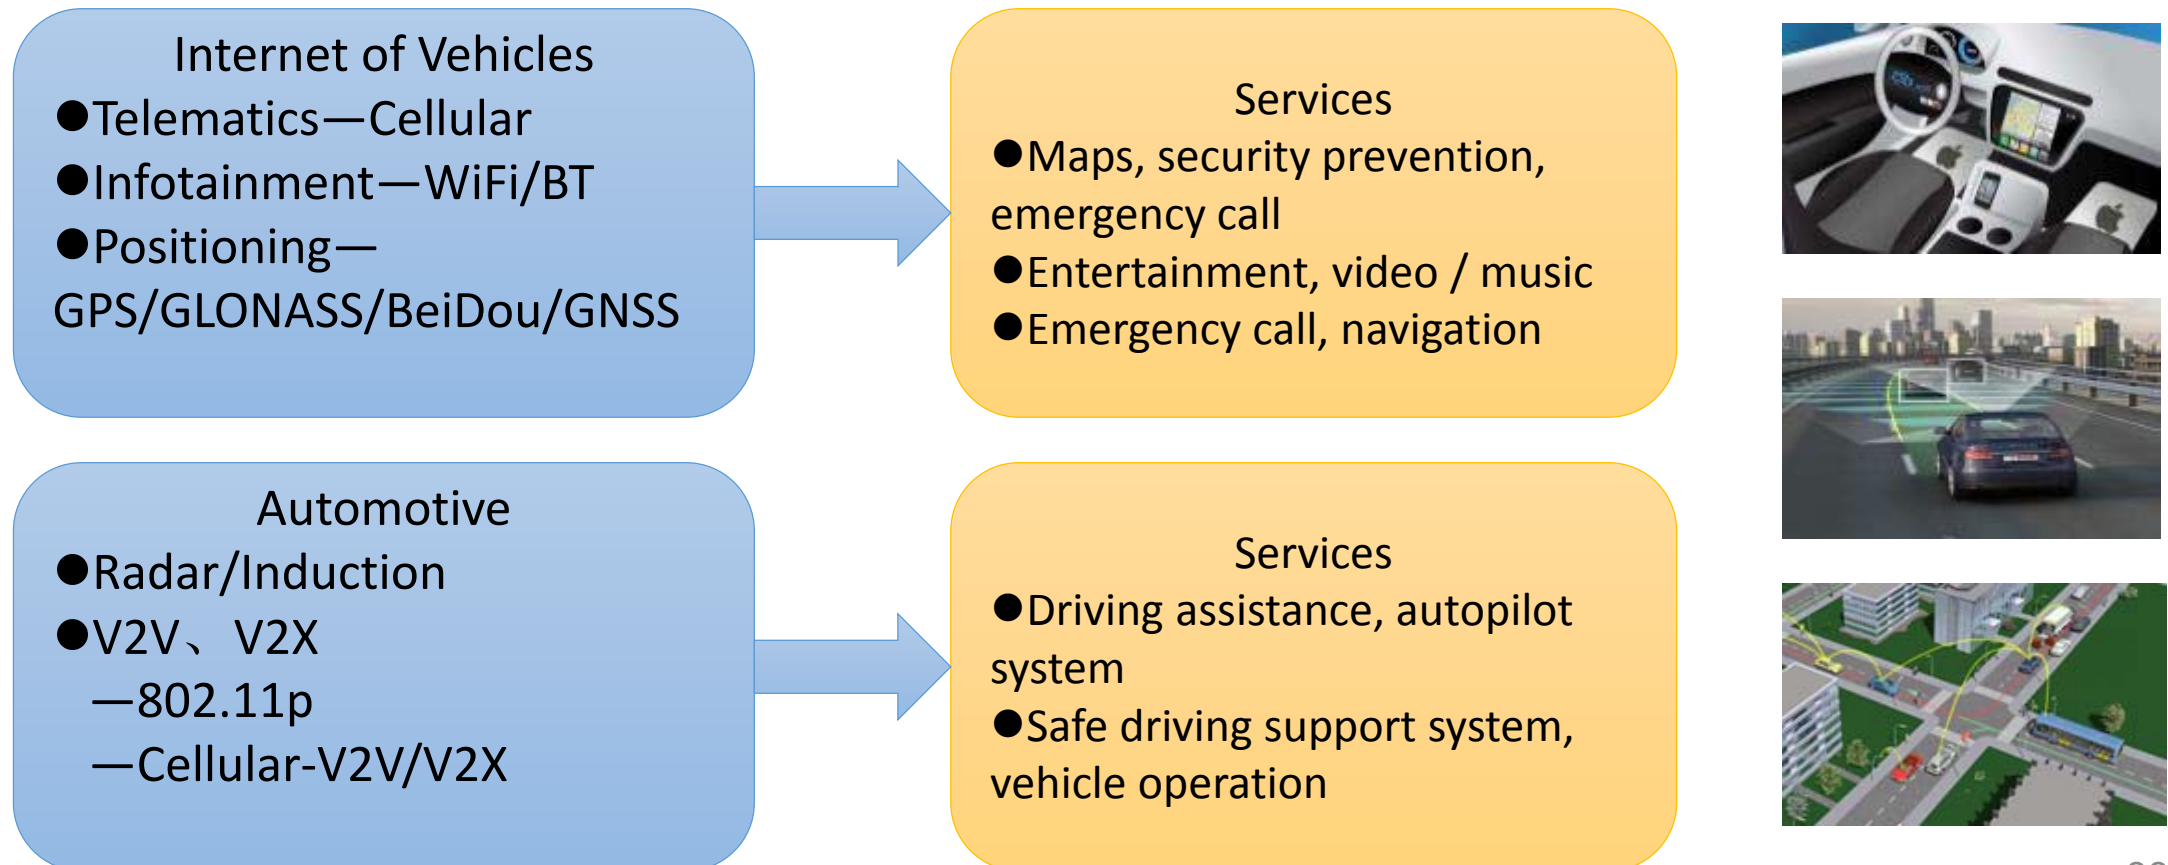 Internet of Vehicles
●Telematics—Cellular
●Infotainment—WiFi/BT
●Positioning—
GPS/GLONASS/BeiDou/GNSS
Services
●Maps, security prevention,
emergency call
●Entertainment, video / music
●Emergency call, navigation
Automotive
●Radar/Induction
●V2V、V2X
—802.11p
—Cellular-V2V/V2X
Services
●Driving assistance, autopilot
system
●Safe driving support system,
vehicle operation